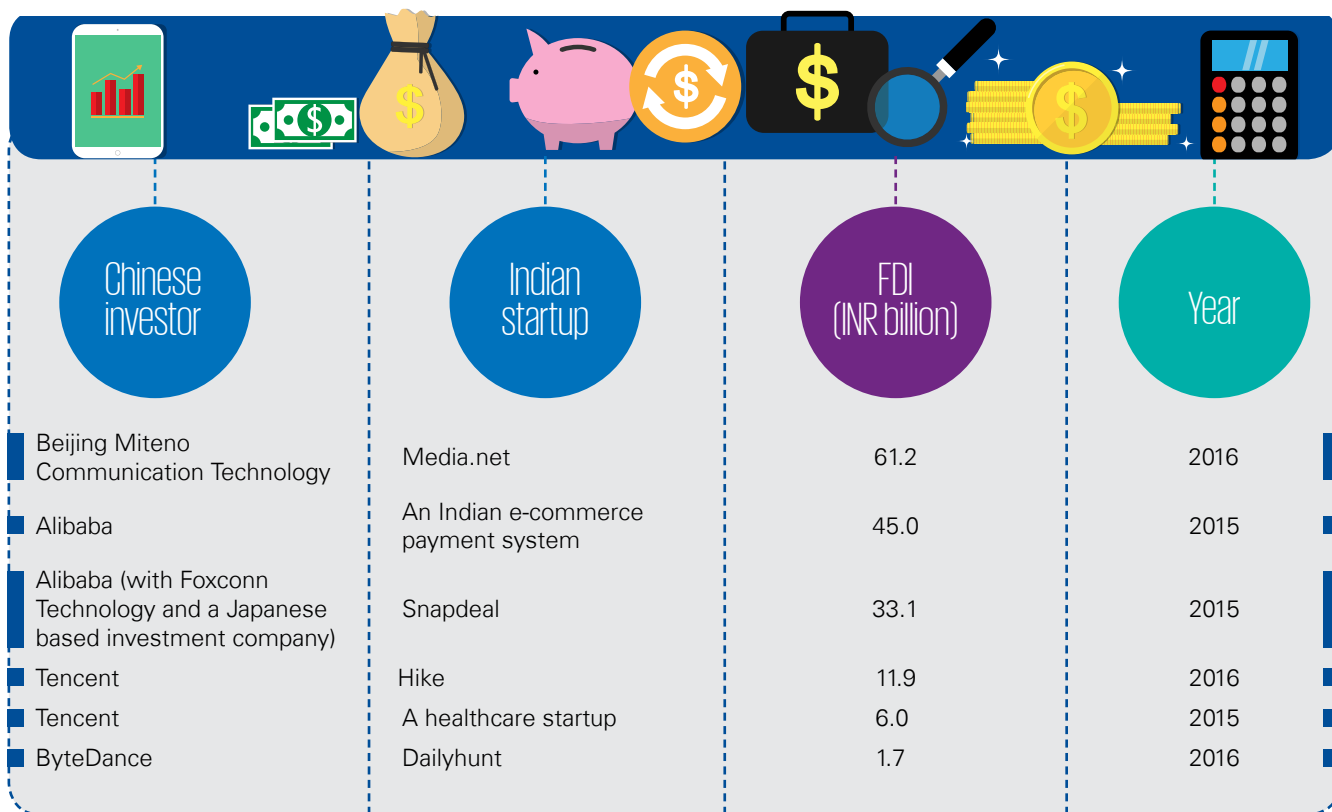 Chinese
investor
Indian
startup
FDI
(INR billion)
Year
Beijing Miteno
Communication Technology
Media.net
61.2
2016
Alibaba
An Indian e-commerce
payment system
45.0
2015
Alibaba (with Foxconn
Technology and a Japanese
based investment company)
Snapdeal
33.1
2015
Tencent
Hike
11.9
2016
Tencent
A healthcare startup
6.0
2015
ByteDance
Dailyhunt
1.7
2016